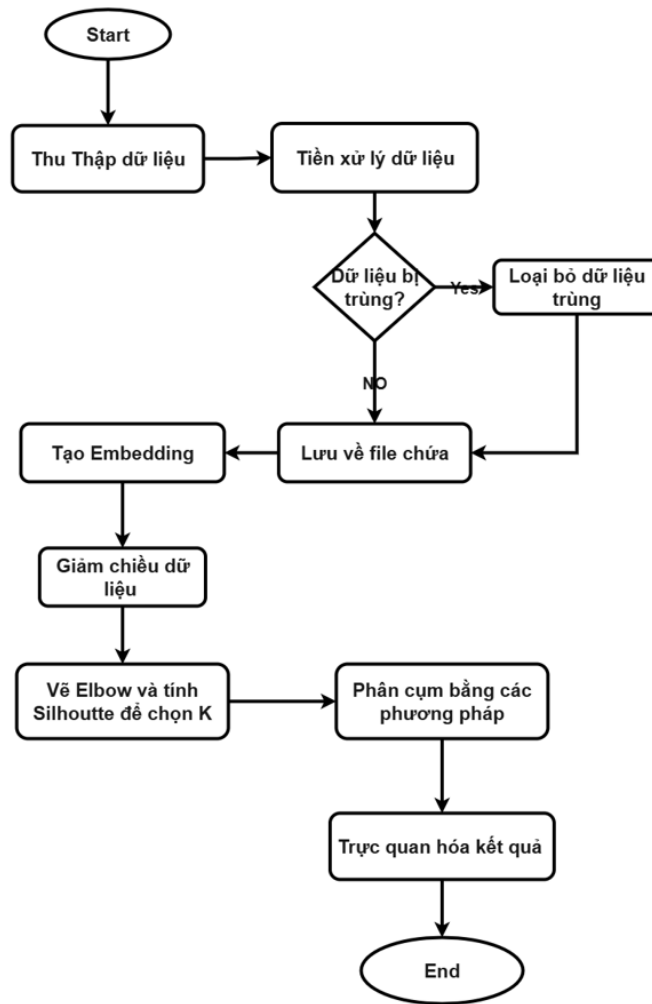 Start
Thu Thập dữ liệu
Tiền xử lý dữ liệu
Dữ liệu bị
trùng?
Yes
Loại bỏ dữ liệu
trùng
NO
Lưu về file chứa
Tạo Embedding
Giảm chiều dữ
liệu
Vẽ Elbow và tính
Silhoutte để chọn K
Phân cụm bằng các
phương pháp
Trực quan hóa kết quả
End